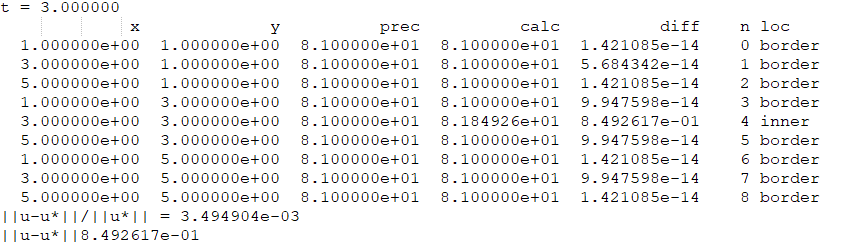 t = 3.000000
x y prec calc diff n loc
1.000000e+00 1.000000e+00 8.100000e+01 8.100000e+01 1.421085e-14 0 border
3.000000e+00 1.000000e+00 8.100000e+01 8.100000e+01 5.684342e-14 1 border
5.000000e+00 1.000000e+00 8.100000e+01 8.100000e+01 1.421085e-14 2 border
1.000000e+00 3.000000e+00 8.100000e+01 8.100000e+01 9.947598e-14 3 border
3.000000e+00 3.000000e+00 8.100000e+01 8.184926e+01 8.492617e-01 4 inner
5.000000e+00 3.000000e+00 8.100000e+01 8.100000e+01 9.947598e-14 5 border
1.000000e+00 5.000000e+00 8.100000e+01 8.100000e+01 1.421085e-14 6 border
3.000000e+00 5.000000e+00 8.100000e+01 8.100000e+01 9.947598e-14 7 border
5.000000e+00 5.000000e+00 8.100000e+01 8.100000e+01 1.421085e-14 8 border
||u-u*||/||u*|| = 3.494904e-03
||u-u*||8.492617e-01